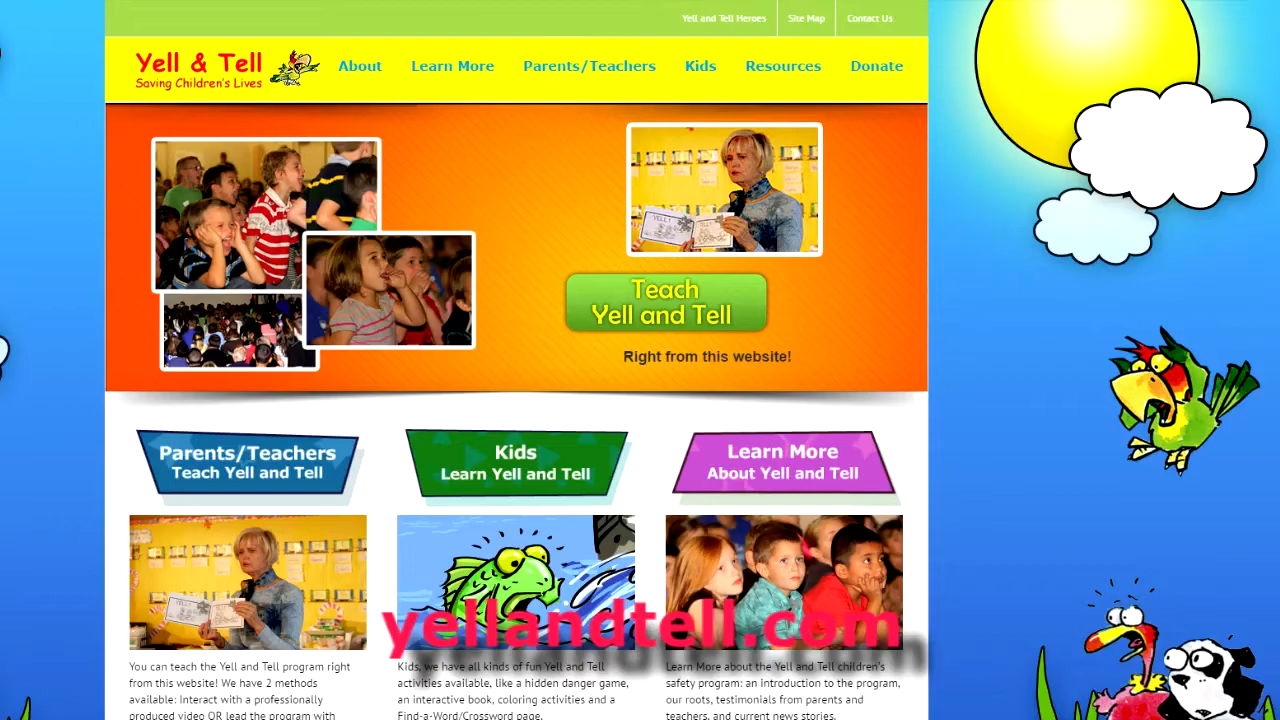 Yell and Tell Heroes
Site Map
Contact Us
Yell & Tell
Saving Children's Lives
About
Learn More
Parents/Teachers
Kids
Resources
Donate
YELL!
Teach
Yell and Tell
Right from this website!
Parents/Teachers
Teach Yell and Tell
Kids
Learn Yell and Tell
Learn More
About Yell and Tell
yellandtell.com
You can teach the Yell and Tell program right
from this website! We have 2 methods
available: Interact with a professionally
produced video OR lead the program with
Kids, we have all kinds of fun Yell and Tell
activities available, like a hidden danger game,
an interactive book, coloring activities and a
Find-a-Word/Crossword page.
Learn More about the Yell and Tell children's
safety program: an introduction to the program,
our roots, testimonials from parents and
teachers, and current news stories.